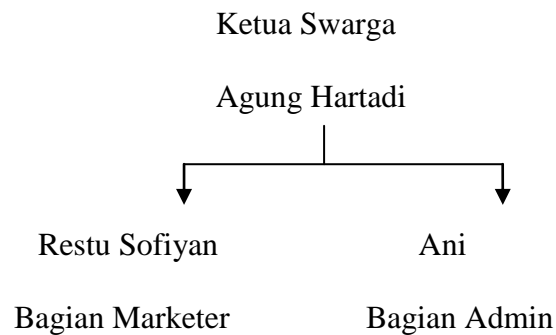 Ketua Swarga
Agung Hartadi
Restu Sofiyan
Ani
Bagian Marketer
Bagian Admin